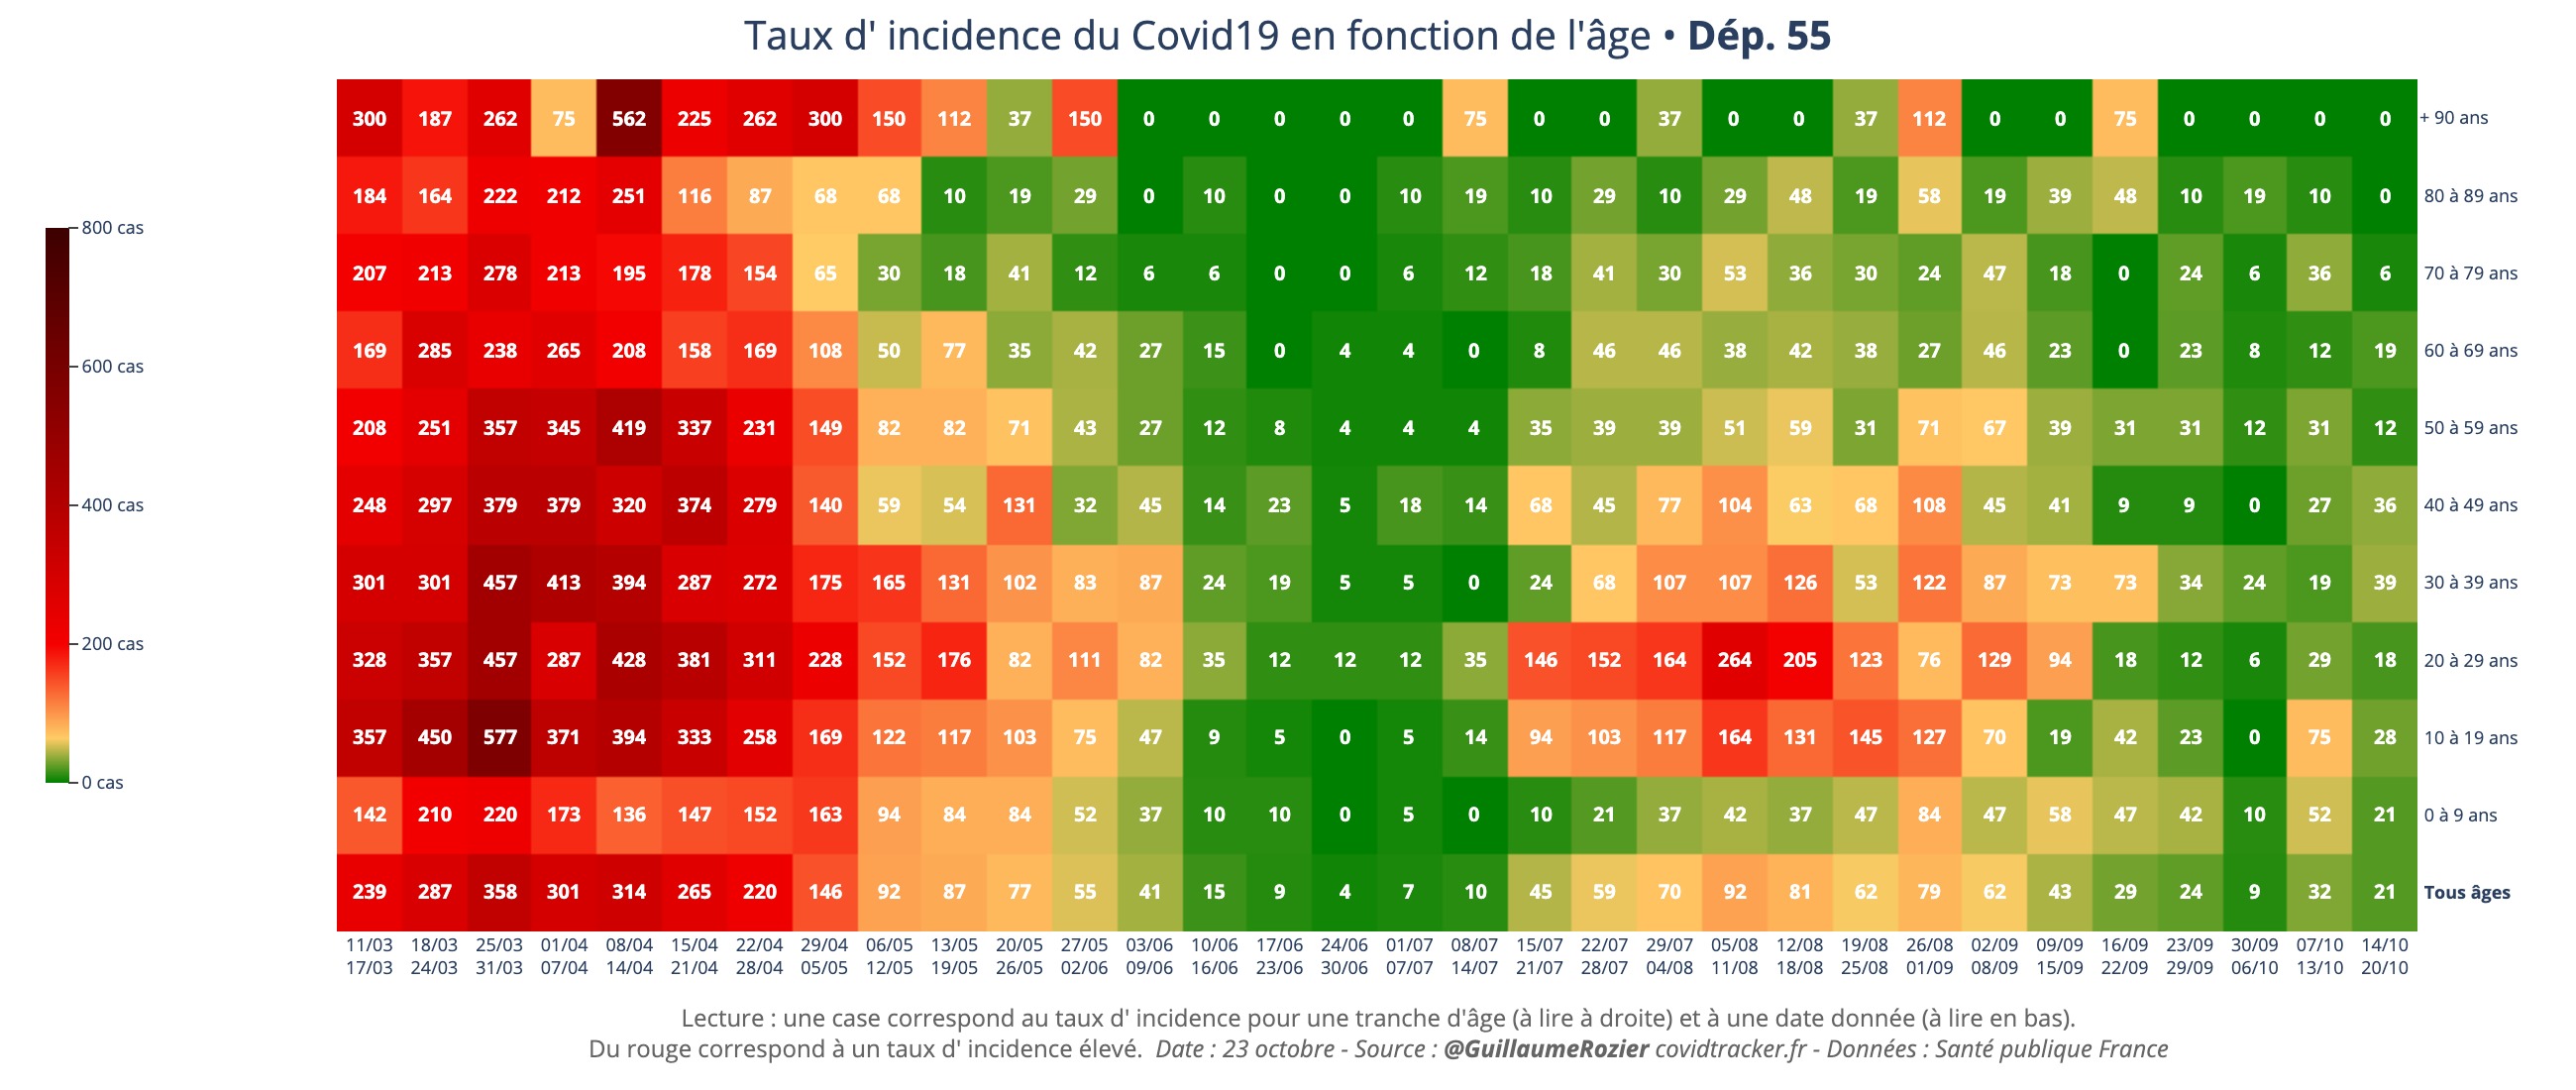 Taux d' incidence du Covid19 en fonction de l'âge • Dép. 55
800 cas
600 cas
400 cas
200 cas
0 cas
300 187 262 75 562 225 262 300 150 112 37 150 0 0 0 0 0 75 0 0 37 0 0 37 112 0 0 75 0 0 0 0 + 90 ans
184 164 222 212 251 116 87 68 68 10 19 29 0 10 0 0 10 19 10 29 10 29 48 19 58 19 39 48 10 19 10 0 80 à 89 ans
207 213 278 213 195 178 154 65 30 18 41 12 6 6 0 0 6 12 18 41 30 53 36 30 24 47 18 0 24 6 36 6 70 à 79 ans
169 285 238 265 208 158 169 108 50 77 35 42 27 15 0 4 4 0 8 46 46 38 42 38 27 46 23 0 23 8 12 19 60 à 69 ans
208 251 357 345 419 337 231 149 82 82 71 43 27 12 8 4 4 4 35 39 39 51 59 31 71 67 39 31 31 12 31 12 50 à 59 ans
248 297 379 379 320 374 279 140 59 54 131 32 45 14 23 5 18 14 68 45 77 104 63 68 108 45 41 9 9 0 27 36 40 à 49 ans
301 301 457 413 394 287 272 175 165 131 102 83 87 24 19 5 5 0 24 68 107 107 126 53 122 87 73 73 34 24 19 39 30 à 39 ans
328 357 457 287 428 381 311 228 152 176 82 111 82 35 12 12 12 35 146 152 164 264 205 123 76 129 94 18 12 6 29 18 20 à 29 ans
357 450 577 371 394 333 258 169 122 117 103 75 47 9 5 0 5 14 94 103 117 164 131 145 127 70 19 42 23 0 75 28 10 à 19 ans
142 210 220 173 136 147 152 163 94 84 84 52 37 10 10 0 5 0 10 21 37 42 37 47 84 47 58 47 42 10 52 21 0 à 9 ans
239 287 358 301 314 265 220 146 92 87 77 55 41 15 9 4 7 10 45 59 70 92 81 62 79 62 43 29 24 9 32 21 Tous âges
11/03 18/03 25/03 01/04 08/04 15/04 22/04 29/04 06/05 13/05 20/05 27/05 03/06 10/06 17/06 24/06 01/07 08/07 15/07 22/07 29/07 05/08 12/08 19/08 26/08 02/09 09/09 16/09 23/09 30/09 07/10 14/10
17/03 24/03 31/03 07/04 14/04 21/04 28/04 05/05 12/05 19/05 26/05 02/06 09/06 16/06 23/06 30/06 07/07 14/07 21/07 28/07 04/08 11/08 18/08 25/08 01/09 08/09 15/09 22/09 29/09 06/10 13/10 20/10
Lecture : une case correspond au taux d' incidence pour une tranche d'âge (à lire à droite) et à une date donnée (à lire en bas).
Du rouge correspond à un taux d' incidence élevé. Date : 23 octobre - Source : @GuillaumeRozier covidtracker.fr - Données : Santé publique France